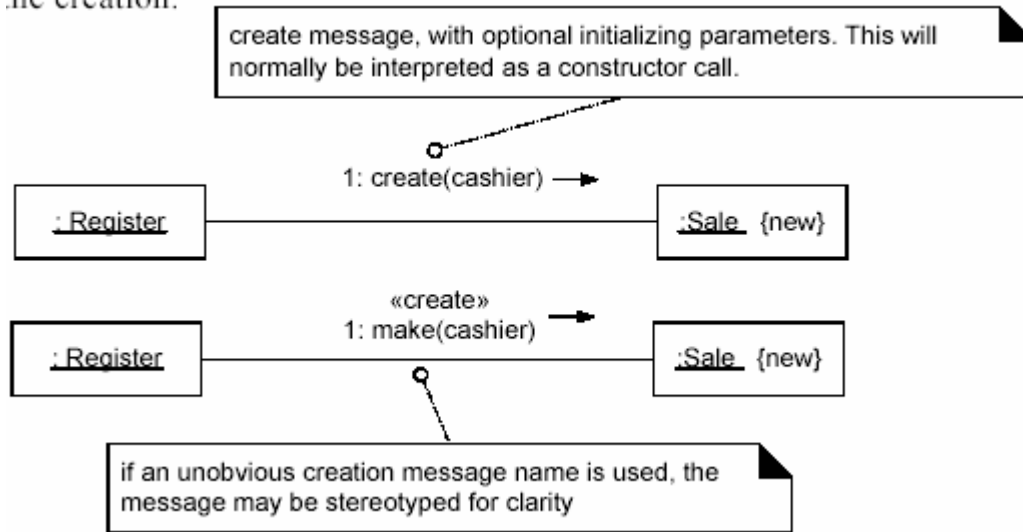 the creation.
create message, with optional initializing parameters. This will
normally be interpreted as a constructor call.
1: create(cashier)
: Register
:Sale {new}
«create»
1: make(cashier)
: Register
:Sale {new}
if an unobvious creation message name is used, the
message may be stereotyped for clarity